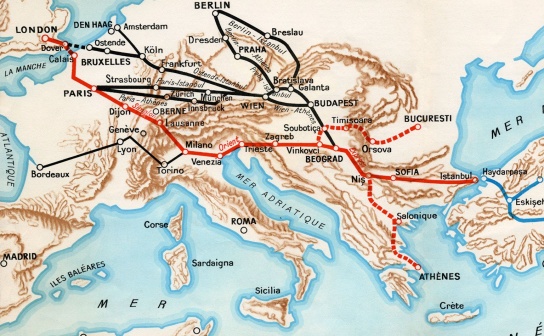 BERLIN
LONDON
DEN HAAG
Amsterdam
Breslau
Berlin-Istanbul
Dresden
Dover
Ostende
Köln
PRAHA
Calais
BRUXELLES
LA MANCHE
Frankfurt
Ostende-Istanbul
Bratislava
Galanta
Strasbourg
Paris-Istanbul
PARIS
Zürich
München
WIEN
BUDAPEST
Paris-Athènes
Innsbruck
Wien-Athènes
Dijon
BERNE
Lausanne
Soubotica
Timisoara
BUCURESTI
Genève
Zagreb
MER
Lyon
Milano
Orient
Trieste
Vinkovci
Orsova
ATLANTIQUE
Venezia
BEOGRAD
Bordeaux
Torino
Niš
SOFIA
Istanbul
Haydarpaşa
MER ADRIATIQUE
Eskişeh
Corse
ROMA
Salonique
MADRID
Sardaigna
ILES BALÉARES
ATHÈNES
Sicilia
MER
Crète